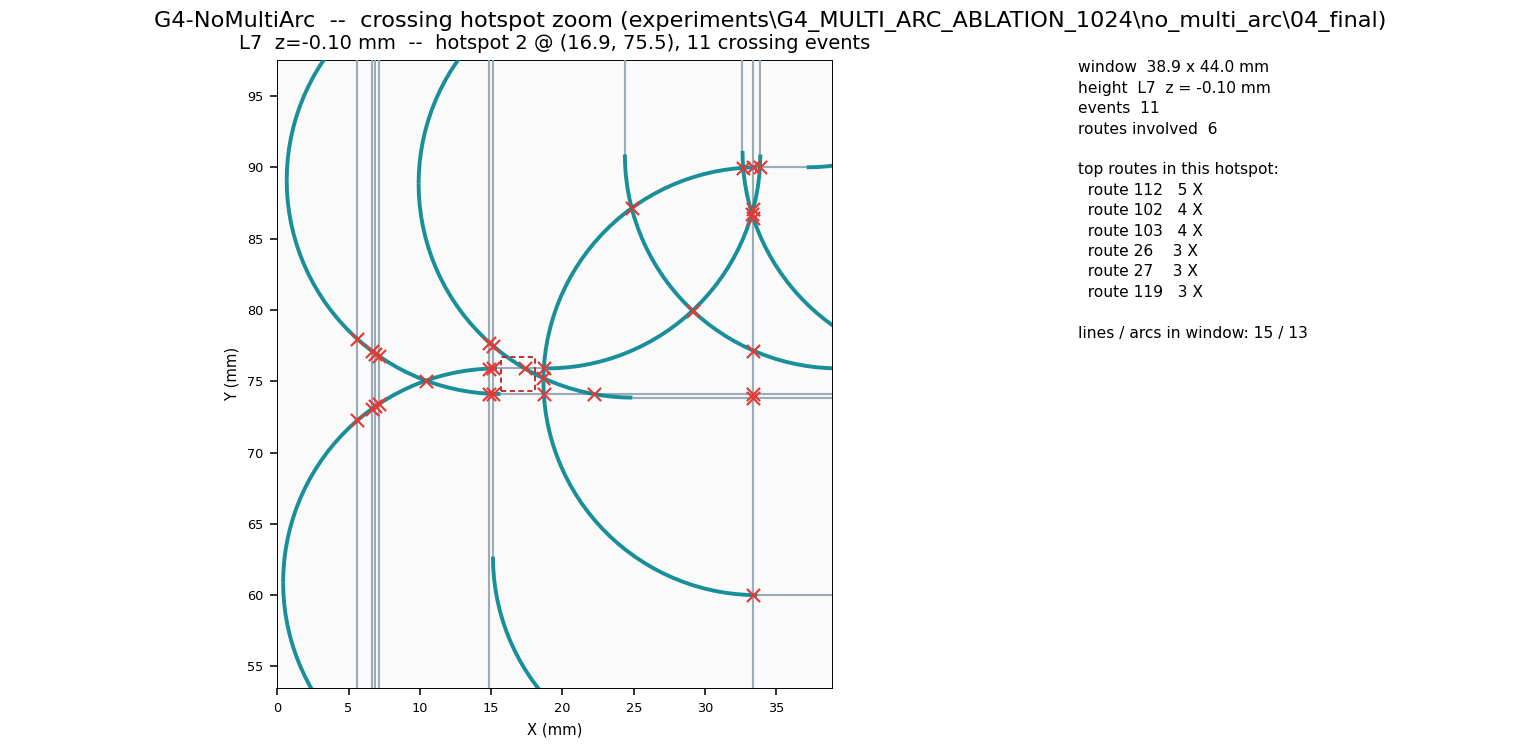 G4-NoMultiArc -- crossing hotspot zoom (experiments\G4_MULTI_ARC_ABLATION_1024\no_multi_arc\04_final)
L7 z=-0.10 mm -- hotspot 2 @ (16.9, 75.5), 11 crossing events
window 38.9 x 44.0 mm
height L7 z = -0.10 mm
events 11
routes involved 6
top routes in this hotspot:
route 112 5 X
route 102 4 X
route 103 4 X
route 26 3 X
route 27 3 X
route 119 3 X
lines / arcs in window: 15 / 13
Y (mm)
95
90
85
80
75
70
65
60
55
0 5 10 15 20 25 30 35
X (mm)